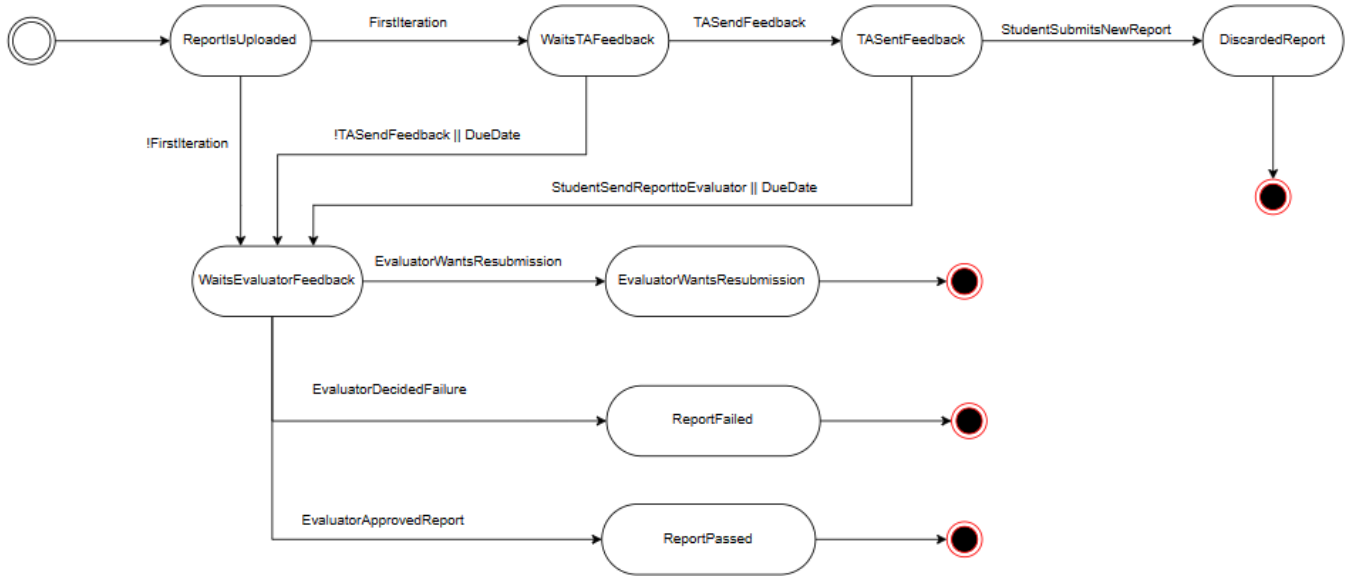 FirstIteration
TASendFeedback
StudentSubmitsNewReport
ReportIsUploaded
WaitsTAFeedback
TASentFeedback
DiscardedReport
!FirstIteration
!TASendFeedback || DueDate
StudentSendReporttoEvaluator || DueDate
WaitsEvaluatorFeedback
EvaluatorWantsResubmission
EvaluatorWantsResubmission
EvaluatorDecidedFailure
ReportFailed
EvaluatorApprovedReport
ReportPassed